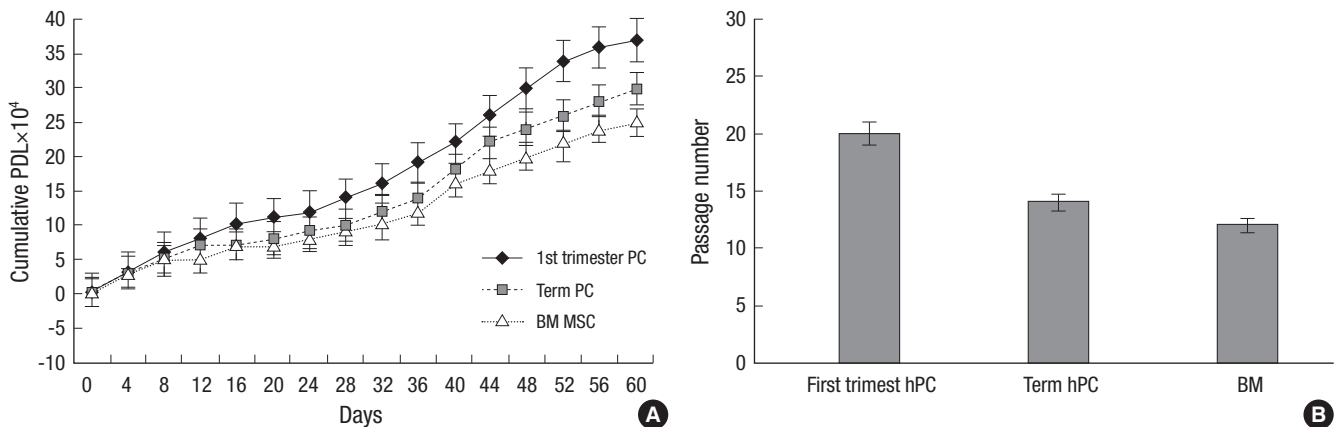 Cumulative PDL×10⁴
40
35
30
25
20
15
10
5
0
-5
-10
0 4 8 12 16 20 24 28 32 36 40 44 48 52 56 60
Days
1st trimester PC
Term PC
BM MSC
A
Passage number
30
25
20
15
10
5
0
First trimest hPC Term hPC BM
B